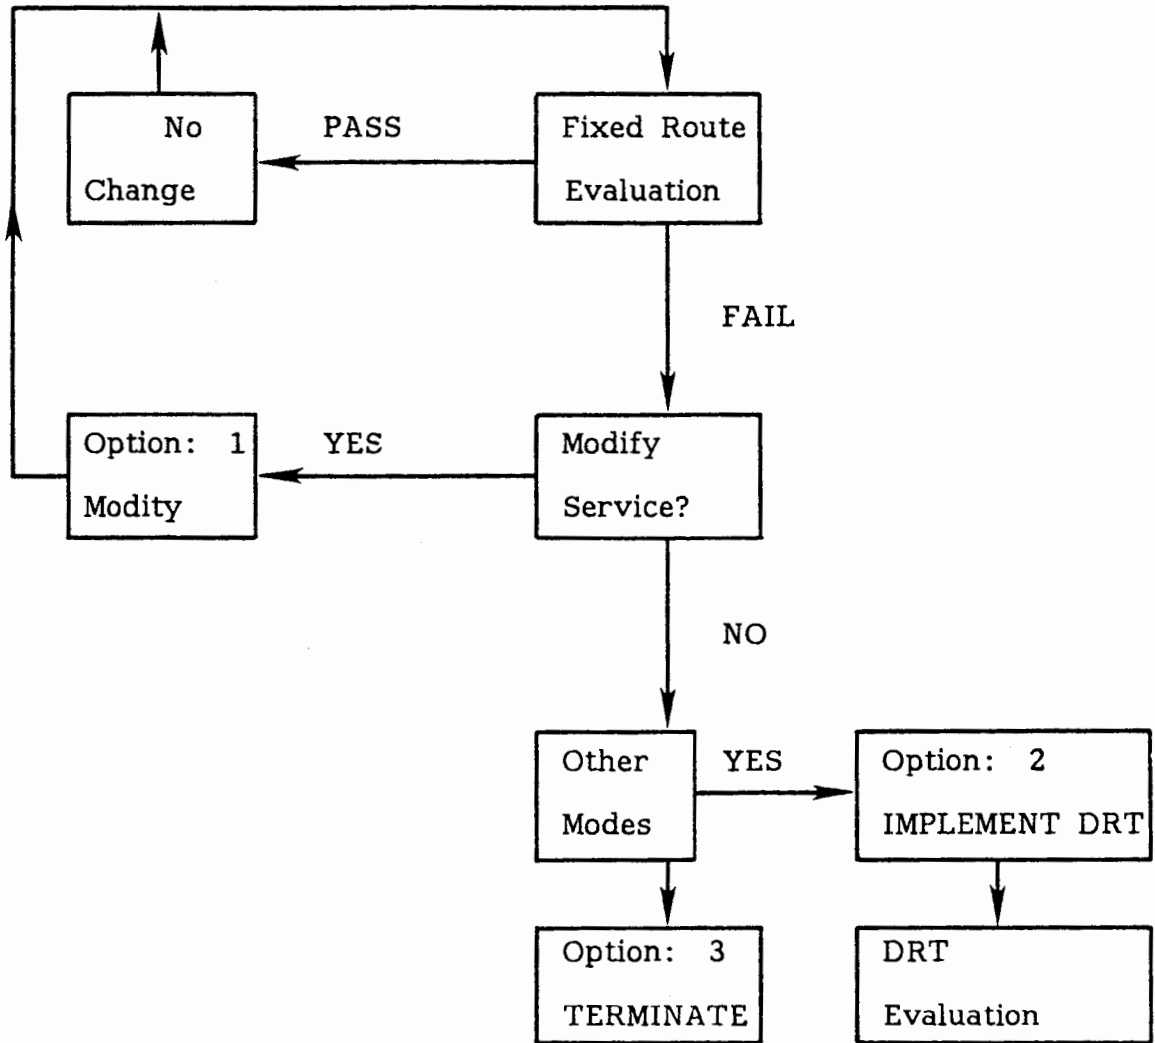 No
Change
PASS
Fixed Route
Evaluation
FAIL
Option: 1
Modity
YES
Modify
Service?
NO
Other
Modes
YES
Option: 2
IMPLEMENT DRT
Option: 3
TERMINATE
DRT
Evaluation